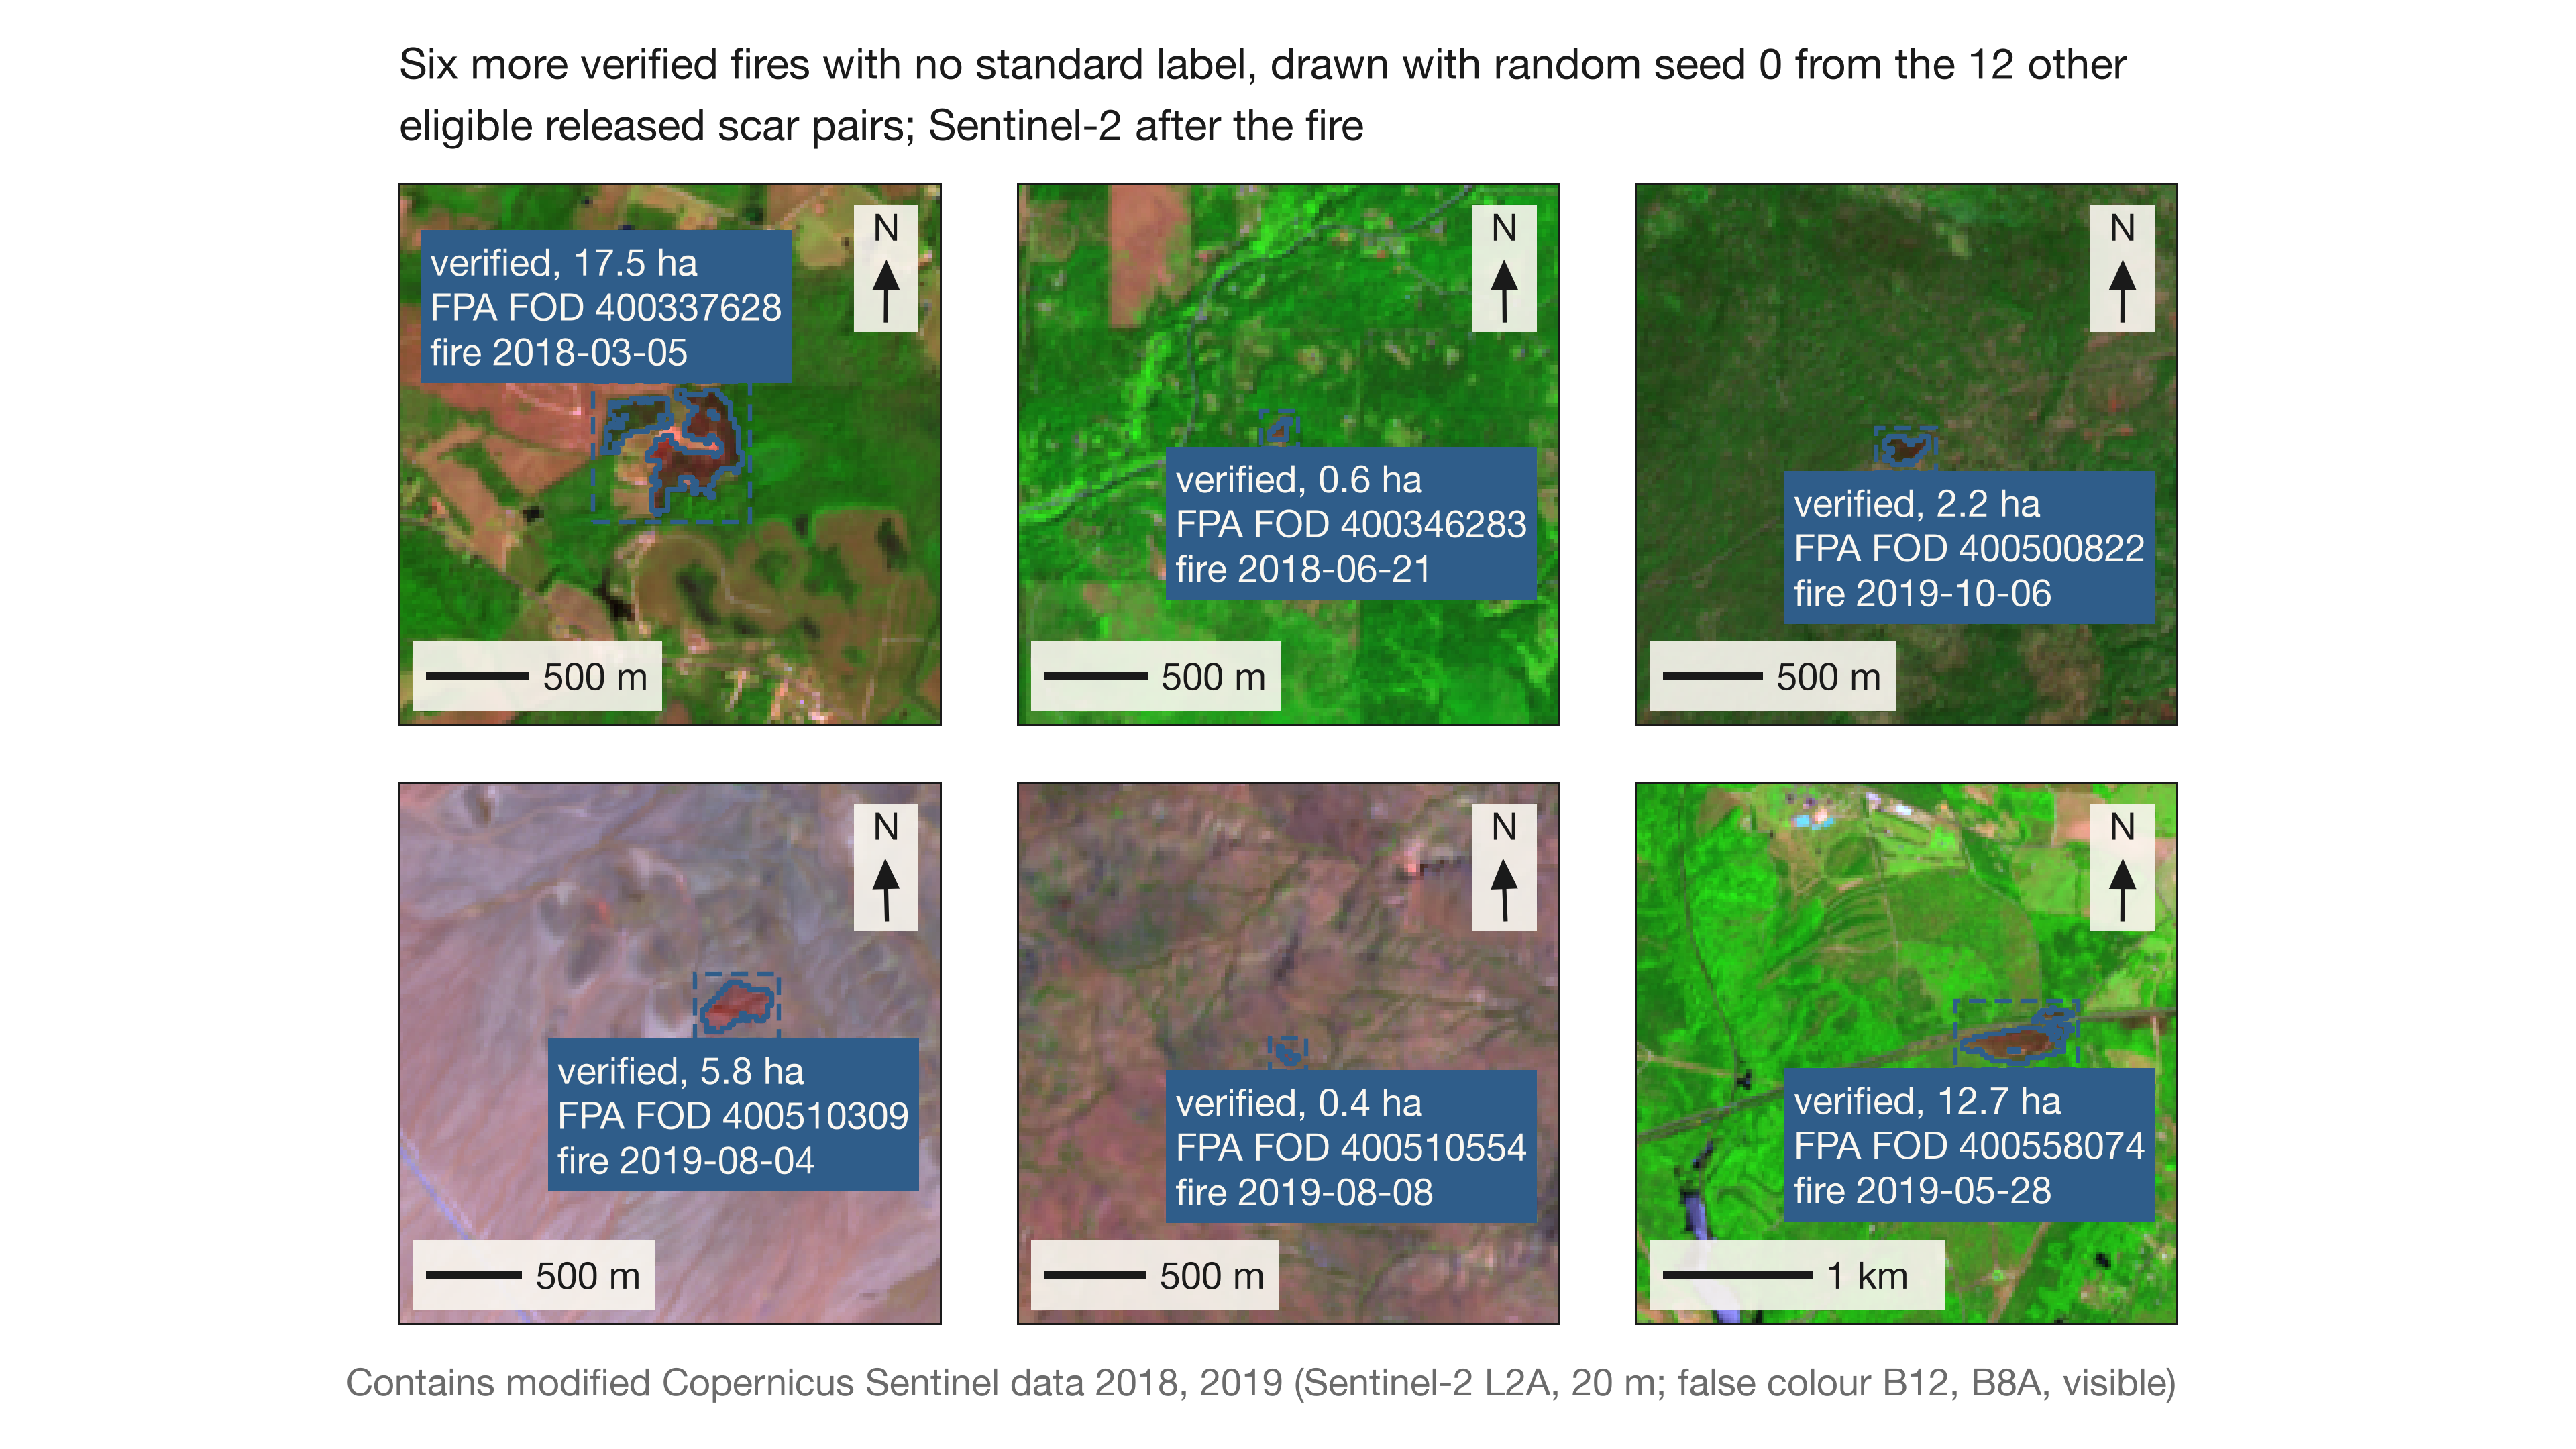 Six more verified fires with no standard label, drawn with random seed 0 from the 12 other
eligible released scar pairs; Sentinel-2 after the fire
N
verified, 17.5 ha
FPA FOD 400337628
fire 2018-03-05
500 m
N
verified, 0.6 ha
FPA FOD 400346283
fire 2018-06-21
500 m
N
verified, 2.2 ha
FPA FOD 400500822
fire 2019-10-06
500 m
N
verified, 5.8 ha
FPA FOD 400510309
fire 2019-08-04
500 m
N
verified, 0.4 ha
FPA FOD 400510554
fire 2019-08-08
500 m
N
verified, 12.7 ha
FPA FOD 400558074
fire 2019-05-28
1 km
Contains modified Copernicus Sentinel data 2018, 2019 (Sentinel-2 L2A, 20 m; false colour B12, B8A, visible)